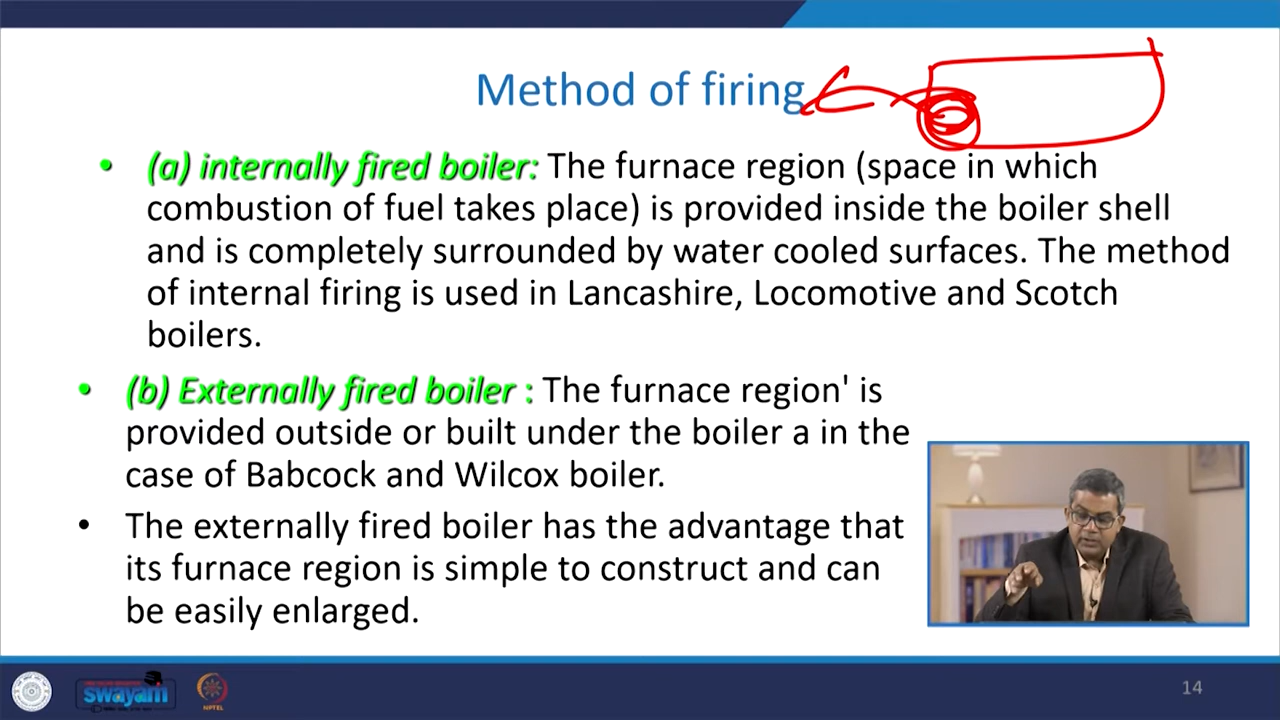 Method of firing
• (a) internally fired boiler: The furnace region (space in which
combustion of fuel takes place) is provided inside the boiler shell
and is completely surrounded by water cooled surfaces. The method
of internal firing is used in Lancashire, Locomotive and Scotch
boilers.
• (b) Externally fired boiler : The furnace region' is
provided outside or built under the boiler a in the
case of Babcock and Wilcox boiler.
• The externally fired boiler has the advantage that
its furnace region is simple to construct and can
be easily enlarged.
swayam
NPTEL
14